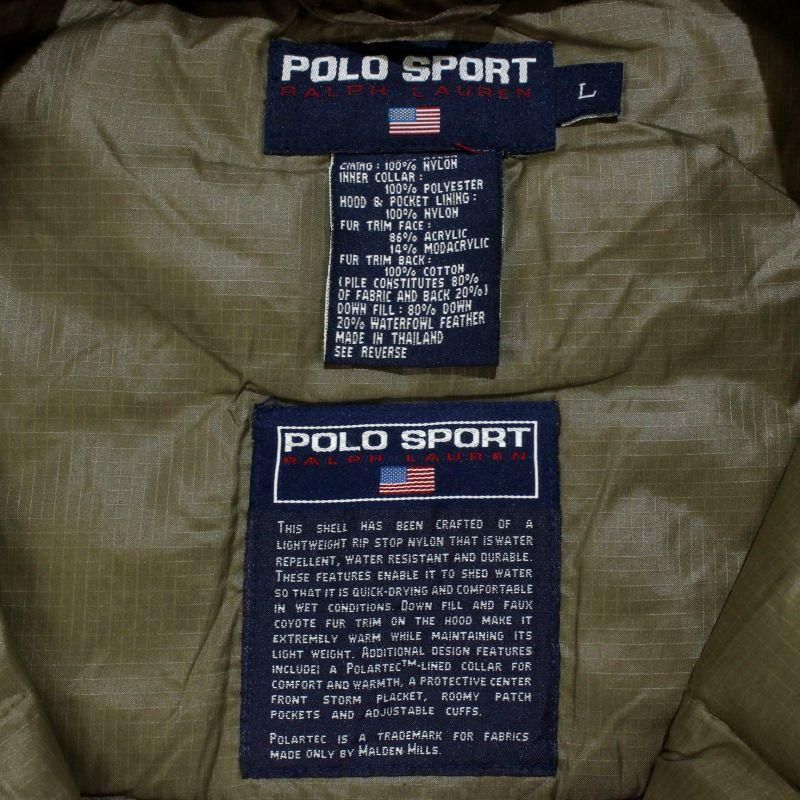 POLO SPORT
RALPH LAUREN
L
LINING: 100% NYLON
INNER COLLAR:
100% POLYESTER
HOOD & POCKET LINING:
100% NYLON
FUR TRIM FACE:
86% ACRYLIC
14% MODACRYLIC
FUR TRIM BACK:
100% COTTON
(PILE CONSTITUTES 80%
OF FABRIC AND BACK 20%)
DOWN FILL: 80% DOWN
20% WATERFOWL FEATHER
MADE IN THAILAND
SEE REVERSE
POLO SPORT
RALPH LAUREN
THIS SHELL HAS BEEN CRAFTED OF A
LIGHTWEIGHT RIP STOP NYLON THAT IS WATER
REPELLENT, WATER RESISTANT AND DURABLE.
THESE FEATURES ENABLE IT TO SHED WATER
SO THAT IT IS QUICK-DRYING AND COMFORTABLE
IN WET CONDITIONS. DOWN FILL AND FAUX
COYOTE FUR TRIM ON THE HOOD MAKE IT
EXTREMELY WARM WHILE MAINTAINING ITS
LIGHT WEIGHT. ADDITIONAL DESIGN FEATURES
INCLUDE: A POLARTEC™-LINED COLLAR FOR
COMFORT AND WARMTH, A PROTECTIVE CENTER
FRONT STORM PLACKET, ROOMY PATCH
POCKETS AND ADJUSTABLE CUFFS.
POLARTEC IS A TRADEMARK FOR FABRICS
MADE ONLY BY MALDEN MILLS.